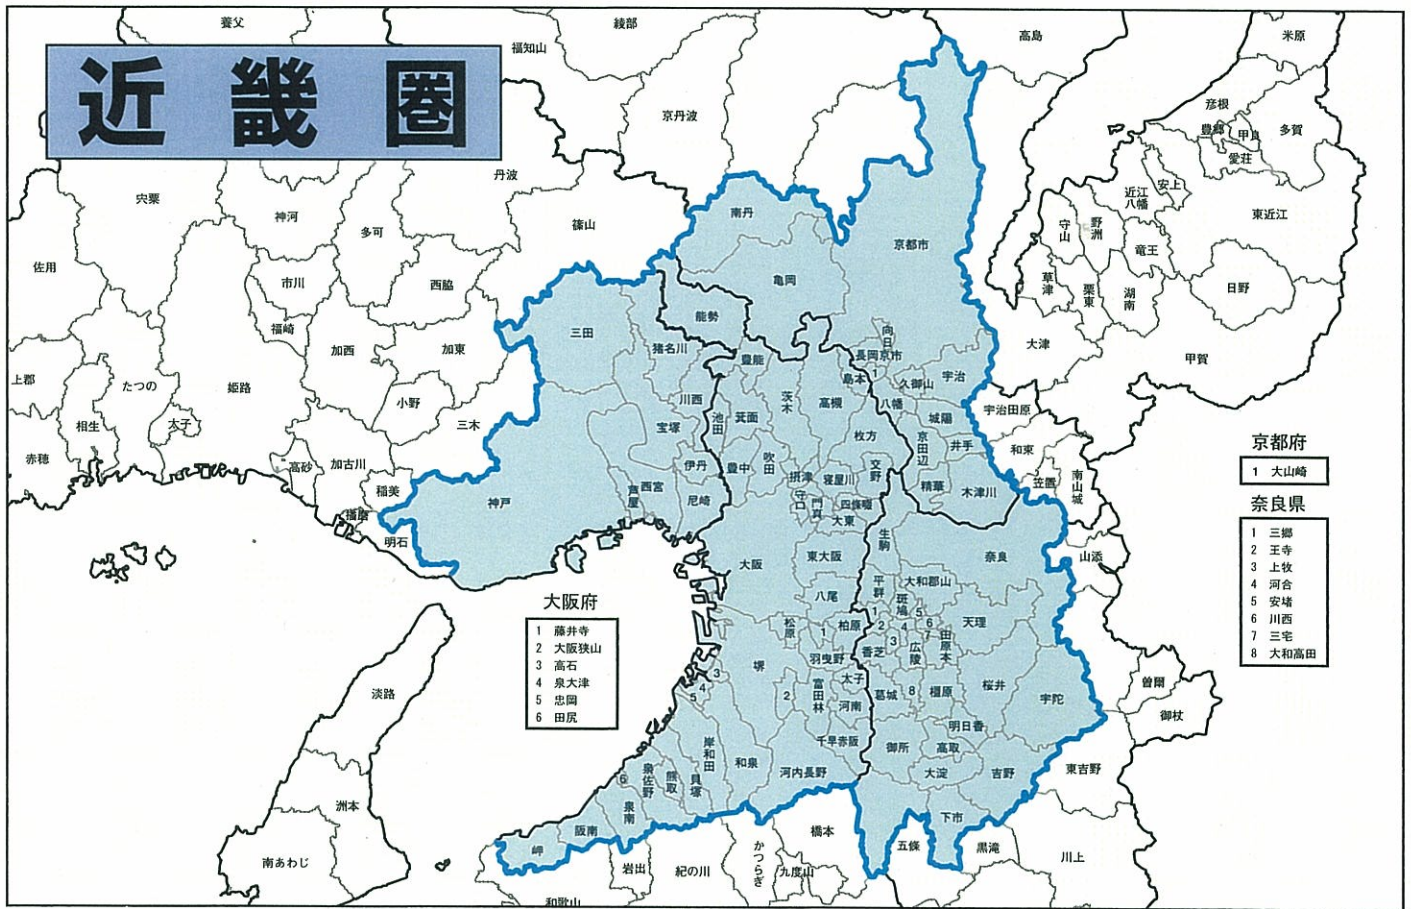 近畿圏
養父
綾部
福知山
高島
米原
京丹波
丹波
彦根
豊郷
甲良
多賀
愛荘
宍粟
神河
多可
篠山
南丹
京都市
近江
八幡
安土
東近江
守山
野洲
竜王
佐用
市川
西脇
亀岡
草津
栗東
湖南
日野
福崎
能勢
三田
加西
加東
猪名川
豊能
向日
長岡京市
1
島本
久御山
宇治
大津
甲賀
上郡
たつの
姫路
小野
川西
茨木
高槻
八幡
城陽
宇治田原
相生
太子
三木
宝塚
池田
箕面
枚方
京田辺
井手
和束
赤穂
高砂
加古川
伊丹
豊中
吹田
摂津
寝屋川
交野
精華
木津川
笠置
南山城
稲美
神戸
芦屋
西宮
尼崎
守口
門真
四條畷
大東
播磨
明石
生駒
奈良
山添
大阪
東大阪
平群
斑鳩
大和郡山
八尾
松原
1
柏原
1
2
3
4
5
6
7
天理
田原本
羽曳野
香芝
広陵
堺
2
3
4
5
富田林
太子
河南
葛城
8
橿原
桜井
宇陀
曽爾
御杖
淡路
千早赤阪
明日香
御所
高取
岸和田
和泉
河内長野
大淀
吉野
東吉野
6
泉佐野
熊取
貝塚
洲本
泉南
阪南
岬
下市
橋本
五條
黒滝
川上
南あわじ
岩出
紀の川
かつらぎ
九度山
和歌山
大阪府
1 藤井寺
2 大阪狭山
3 高石
4 泉大津
5 忠岡
6 田尻
京都府
1 大山崎
奈良県
1 三郷
2 王寺
3 上牧
4 河合
5 安堵
6 川西
7 三宅
8 大和高田